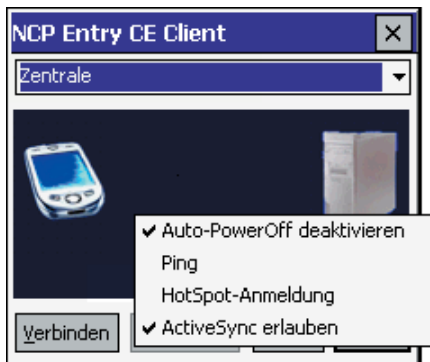 NCP Entry CE Client
Zentrale
Auto-PowerOff deaktivieren
Ping
HotSpot-Anmeldung
ActiveSync erlauben
Verbinden